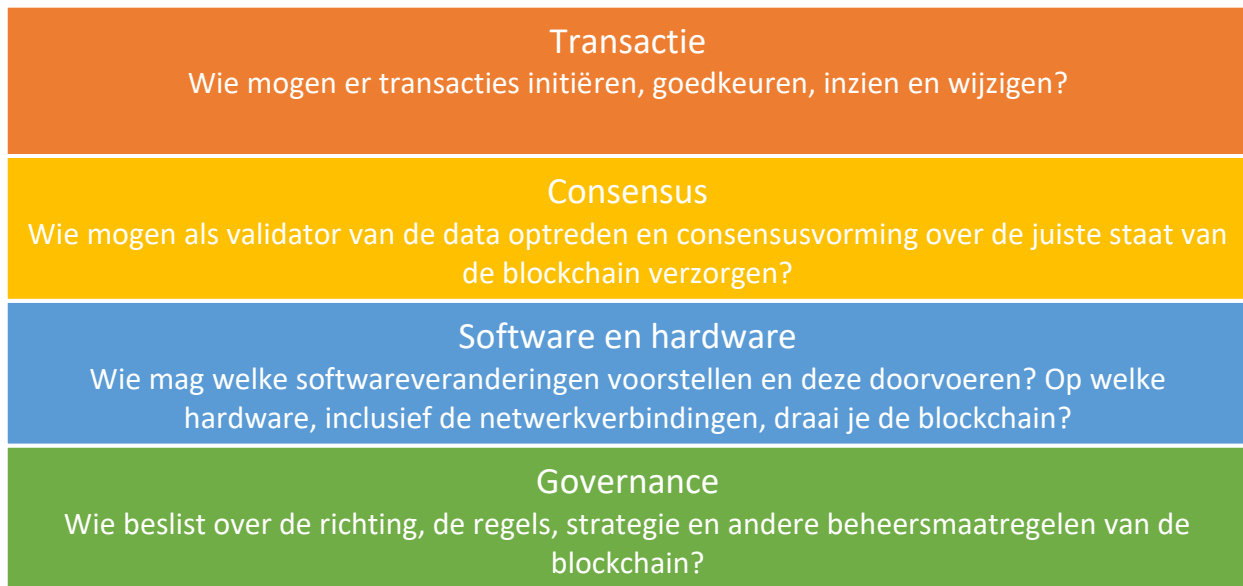 Transactie
Wie mogen er transacties initiëren, goedkeuren, inzien en wijzigen?
Consensus
Wie mogen als validator van de data optreden en consensusvorming over de juiste staat van
de blockchain verzorgen?
Software en hardware
Wie mag welke softwareveranderingen voorstellen en deze doorvoeren? Op welke
hardware, inclusief de netwerkverbindingen, draai je de blockchain?
Governance
Wie beslist over de richting, de regels, strategie en andere beheersmaatregelen van de
blockchain?